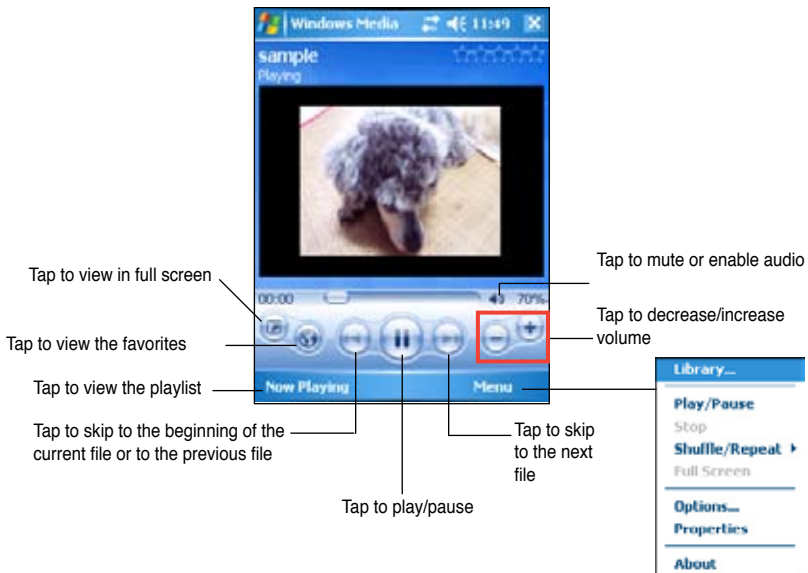 Windows Media
11:49
sample
Playing
Tap to mute or enable audio
Tap to view in full screen
00:00
70%
Tap to decrease/increase
volume
Tap to view the favorites
Tap to view the playlist
Now Playing
Menu
Tap to skip to the beginning of the
current file or to the previous file
Tap to skip
to the next
file
Tap to play/pause
Library...
Play/Pause
Stop
Shuffle/Repeat
Full Screen
Options...
Properties
About